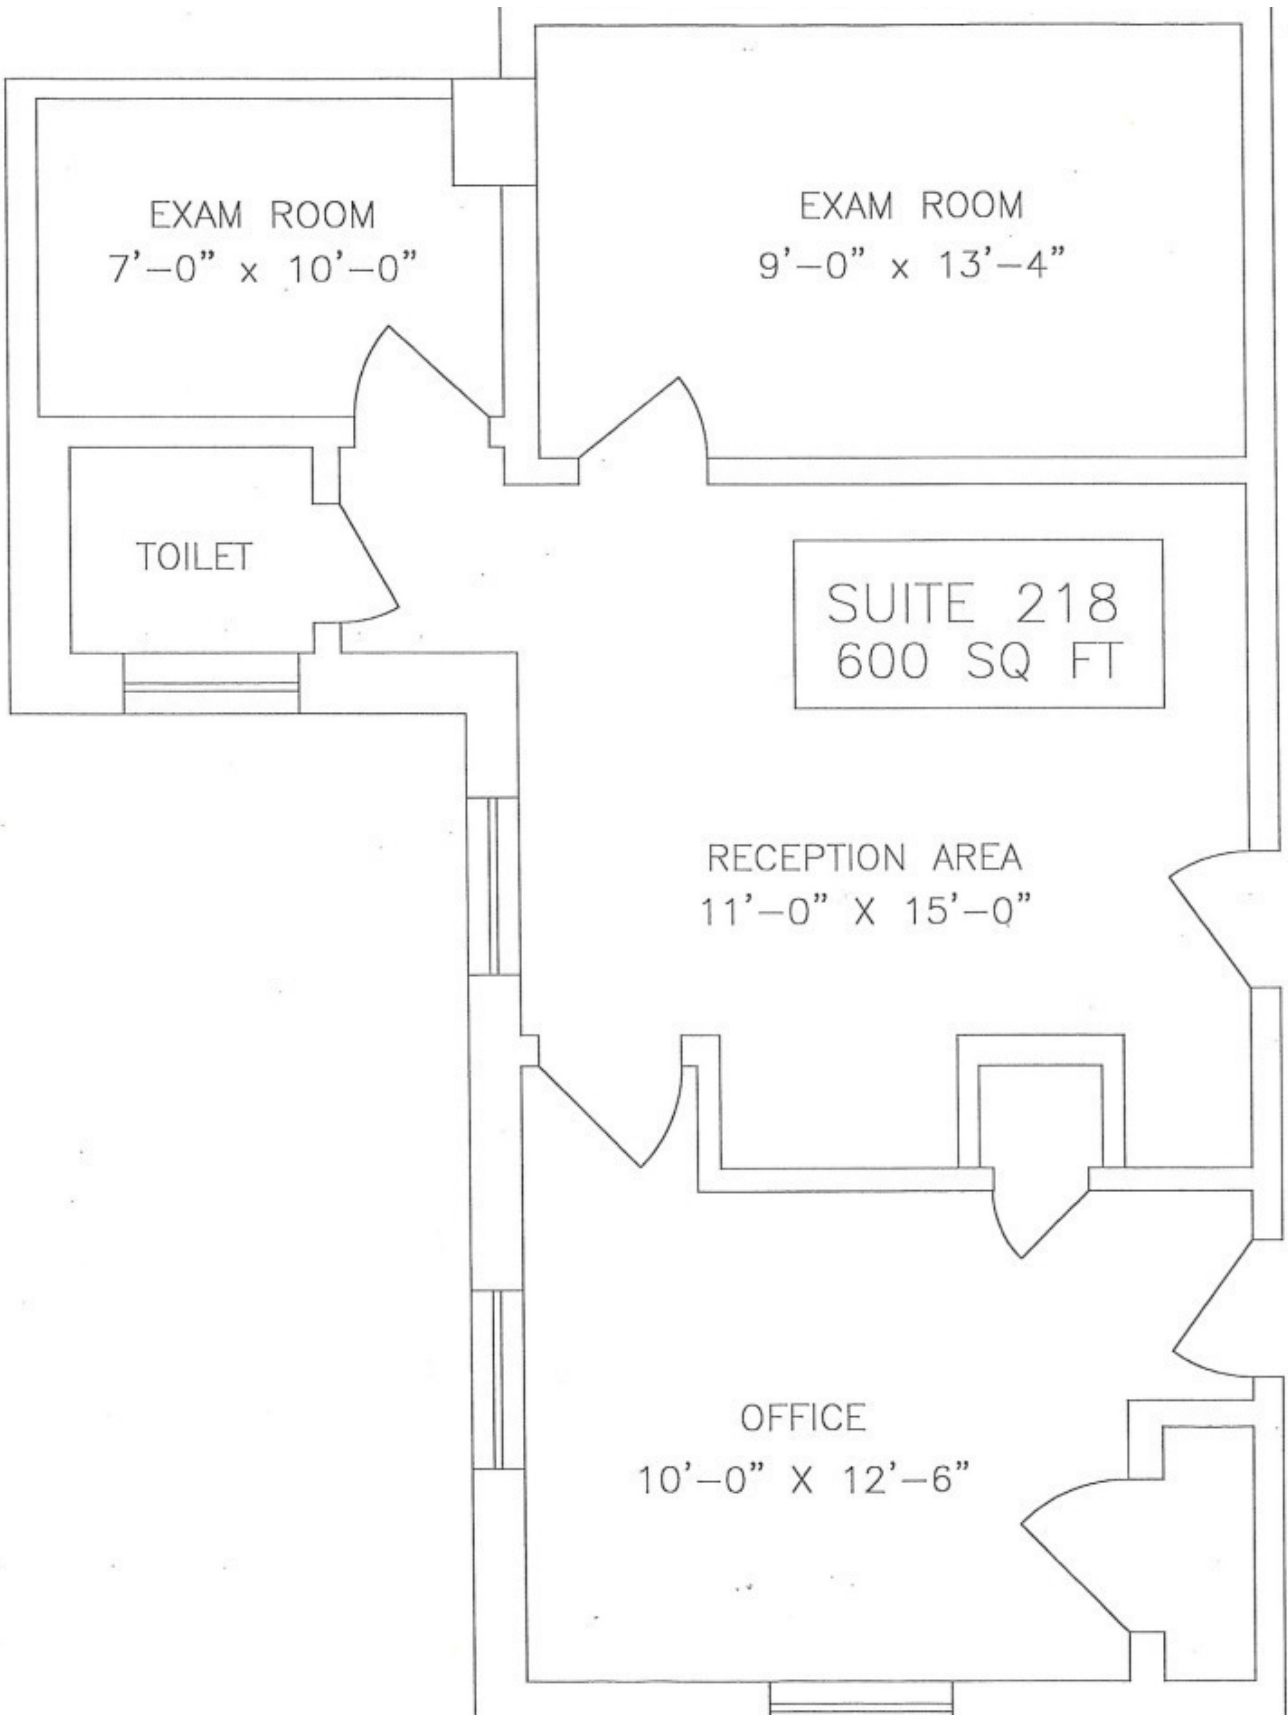 EXAM ROOM
7'-0" x 10'-0"
EXAM ROOM
9'-0" x 13'-4"
TOILET
SUITE 218
600 SQ FT
RECEPTION AREA
11'-0" X 15'-0"
OFFICE
10'-0" X 12'-6"